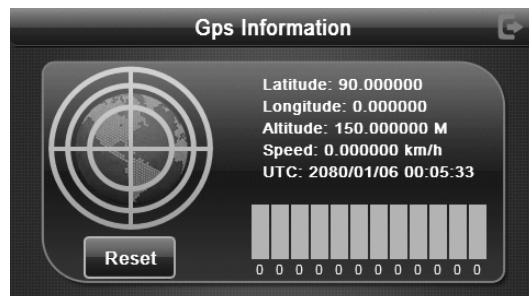 Gps Information
Latitude: 90.000000
Longitude: 0.000000
Altitude: 150.000000 M
Speed: 0.000000 km/h
UTC: 2080/01/06 00:05:33
Reset
0 0 0 0 0 0 0 0 0 0 0 0